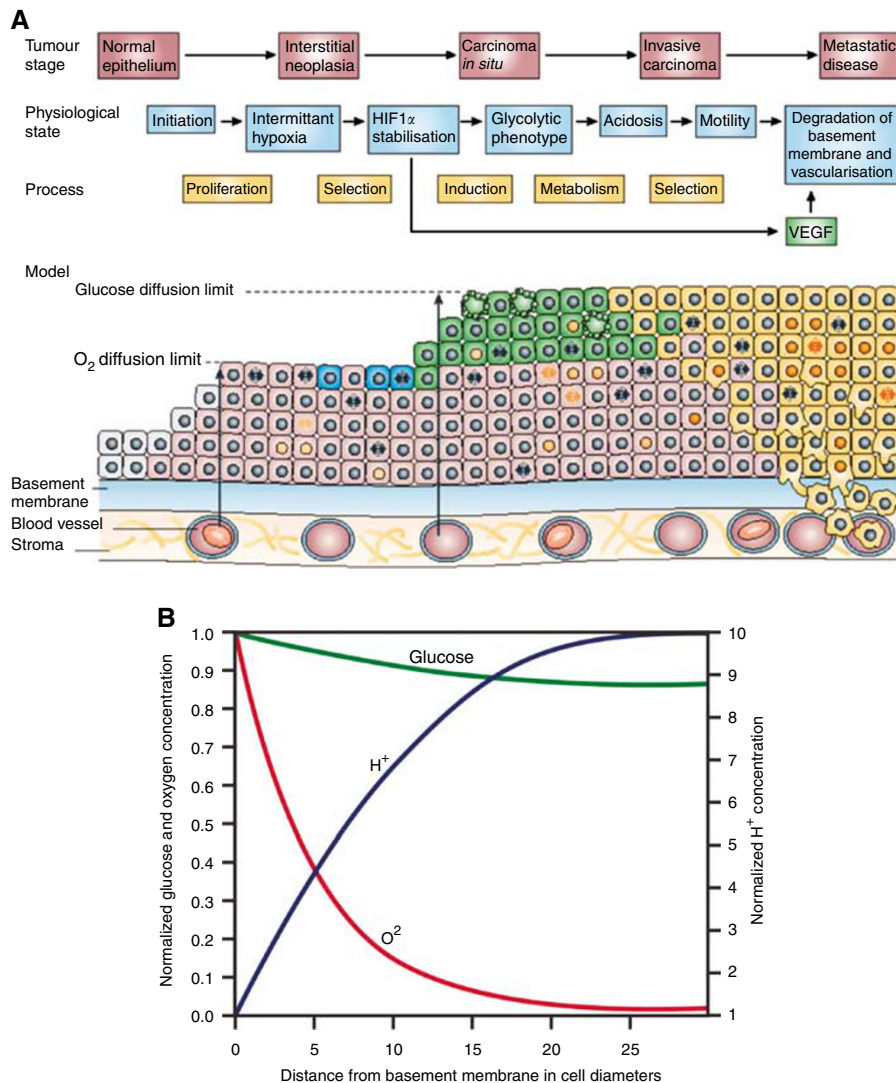 A
Tumour
stage
Normal
epithelium
Interstitial
neoplasia
Carcinoma
in situ
Invasive
carcinoma
Metastatic
disease
Physiological
state
Initiation
Intermittant
hypoxia
HIF1α
stabilisation
Glycolytic
phenotype
Acidosis
Motility
Degradation of
basement
membrane and
vascularisation
Process
Proliferation
Selection
Induction
Metabolism
Selection
VEGF
Model
Glucose diffusion limit
O2 diffusion limit
Basement
membrane
Blood vessel
Stroma
B
Normalized glucose and oxygen concentration
1.0
0.9
0.8
0.7
0.6
0.5
0.4
0.3
0.2
0.1
0.0
Glucose
H+
O2
10
9
8
7
6
5
4
3
2
1
Normalized H+ concentration
0 5 10 15 20 25
Distance from basement membrane in cell diameters